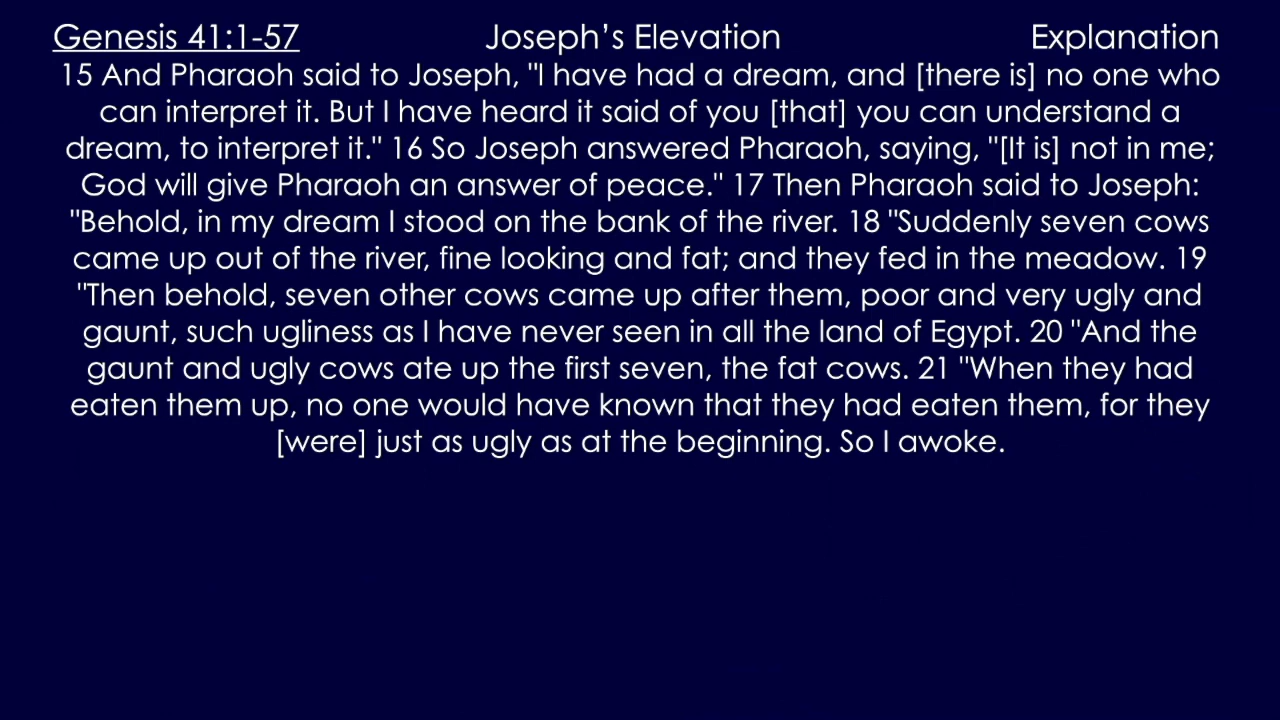 Genesis 41:1-57 Joseph’s Elevation Explanation
15 And Pharaoh said to Joseph, "I have had a dream, and [there is] no one who
can interpret it. But I have heard it said of you [that] you can understand a
dream, to interpret it." 16 So Joseph answered Pharaoh, saying, "[It is] not in me;
God will give Pharaoh an answer of peace." 17 Then Pharaoh said to Joseph:
"Behold, in my dream I stood on the bank of the river. 18 "Suddenly seven cows
came up out of the river, fine looking and fat; and they fed in the meadow. 19
"Then behold, seven other cows came up after them, poor and very ugly and
gaunt, such ugliness as I have never seen in all the land of Egypt. 20 "And the
gaunt and ugly cows ate up the first seven, the fat cows. 21 "When they had
eaten them up, no one would have known that they had eaten them, for they
[were] just as ugly as at the beginning. So I awoke.